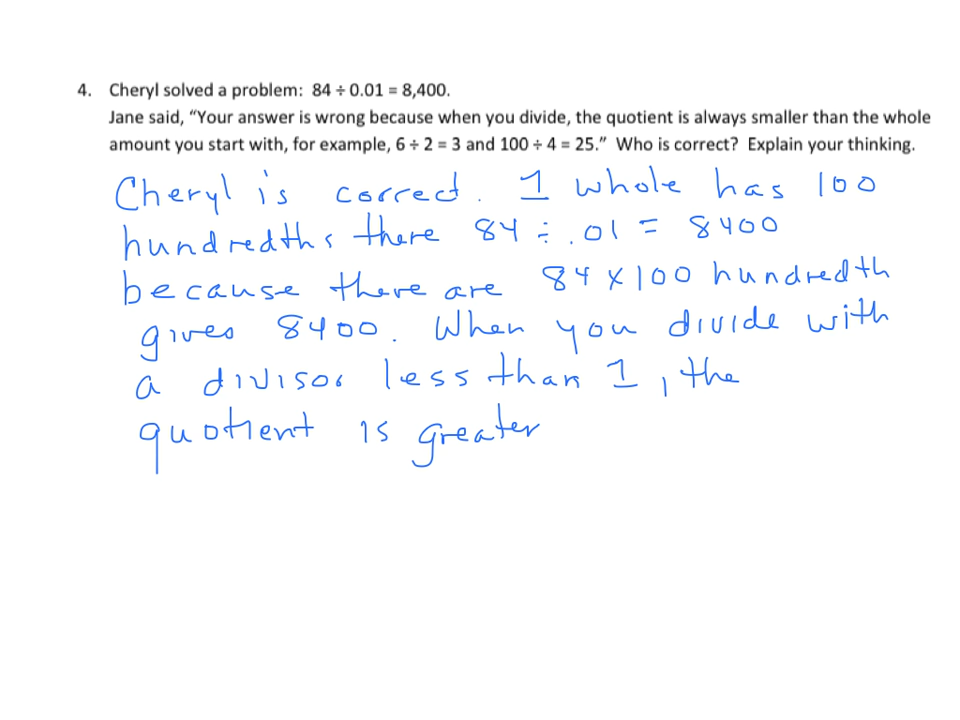 4. Cheryl solved a problem: 84 ÷ 0.01 = 8,400.
Jane said, “Your answer is wrong because when you divide, the quotient is always smaller than the whole
amount you start with, for example, 6 ÷ 2 = 3 and 100 ÷ 4 = 25.” Who is correct? Explain your thinking.
Cheryl is correct. 1 whole has 100
hundredths there 84 ÷ .01 = 8400
because there are 84 x 100 hundredth
gives 8400. When you divide with
a divisor less than 1, the
quotient is greater